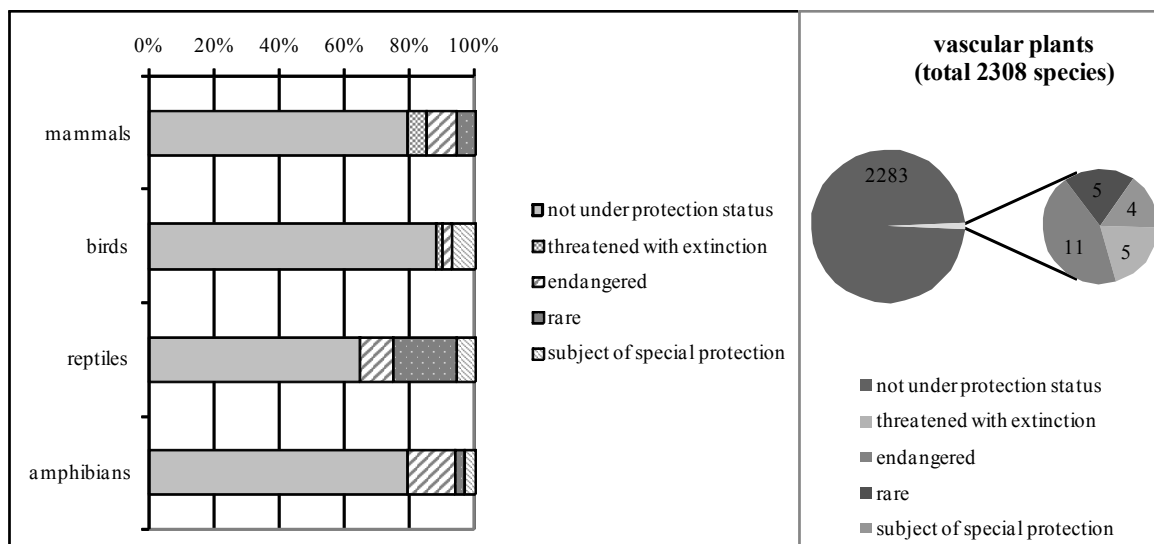 0% 20% 40% 60% 80% 100%
mammals
birds
reptiles
amphibians
not under protection status
threatened with extinction
endangered
rare
subject of special protection
vascular plants
(total 2308 species)
2283
5
4
11
5
not under protection status
threatened with extinction
endangered
rare
subject of special protection